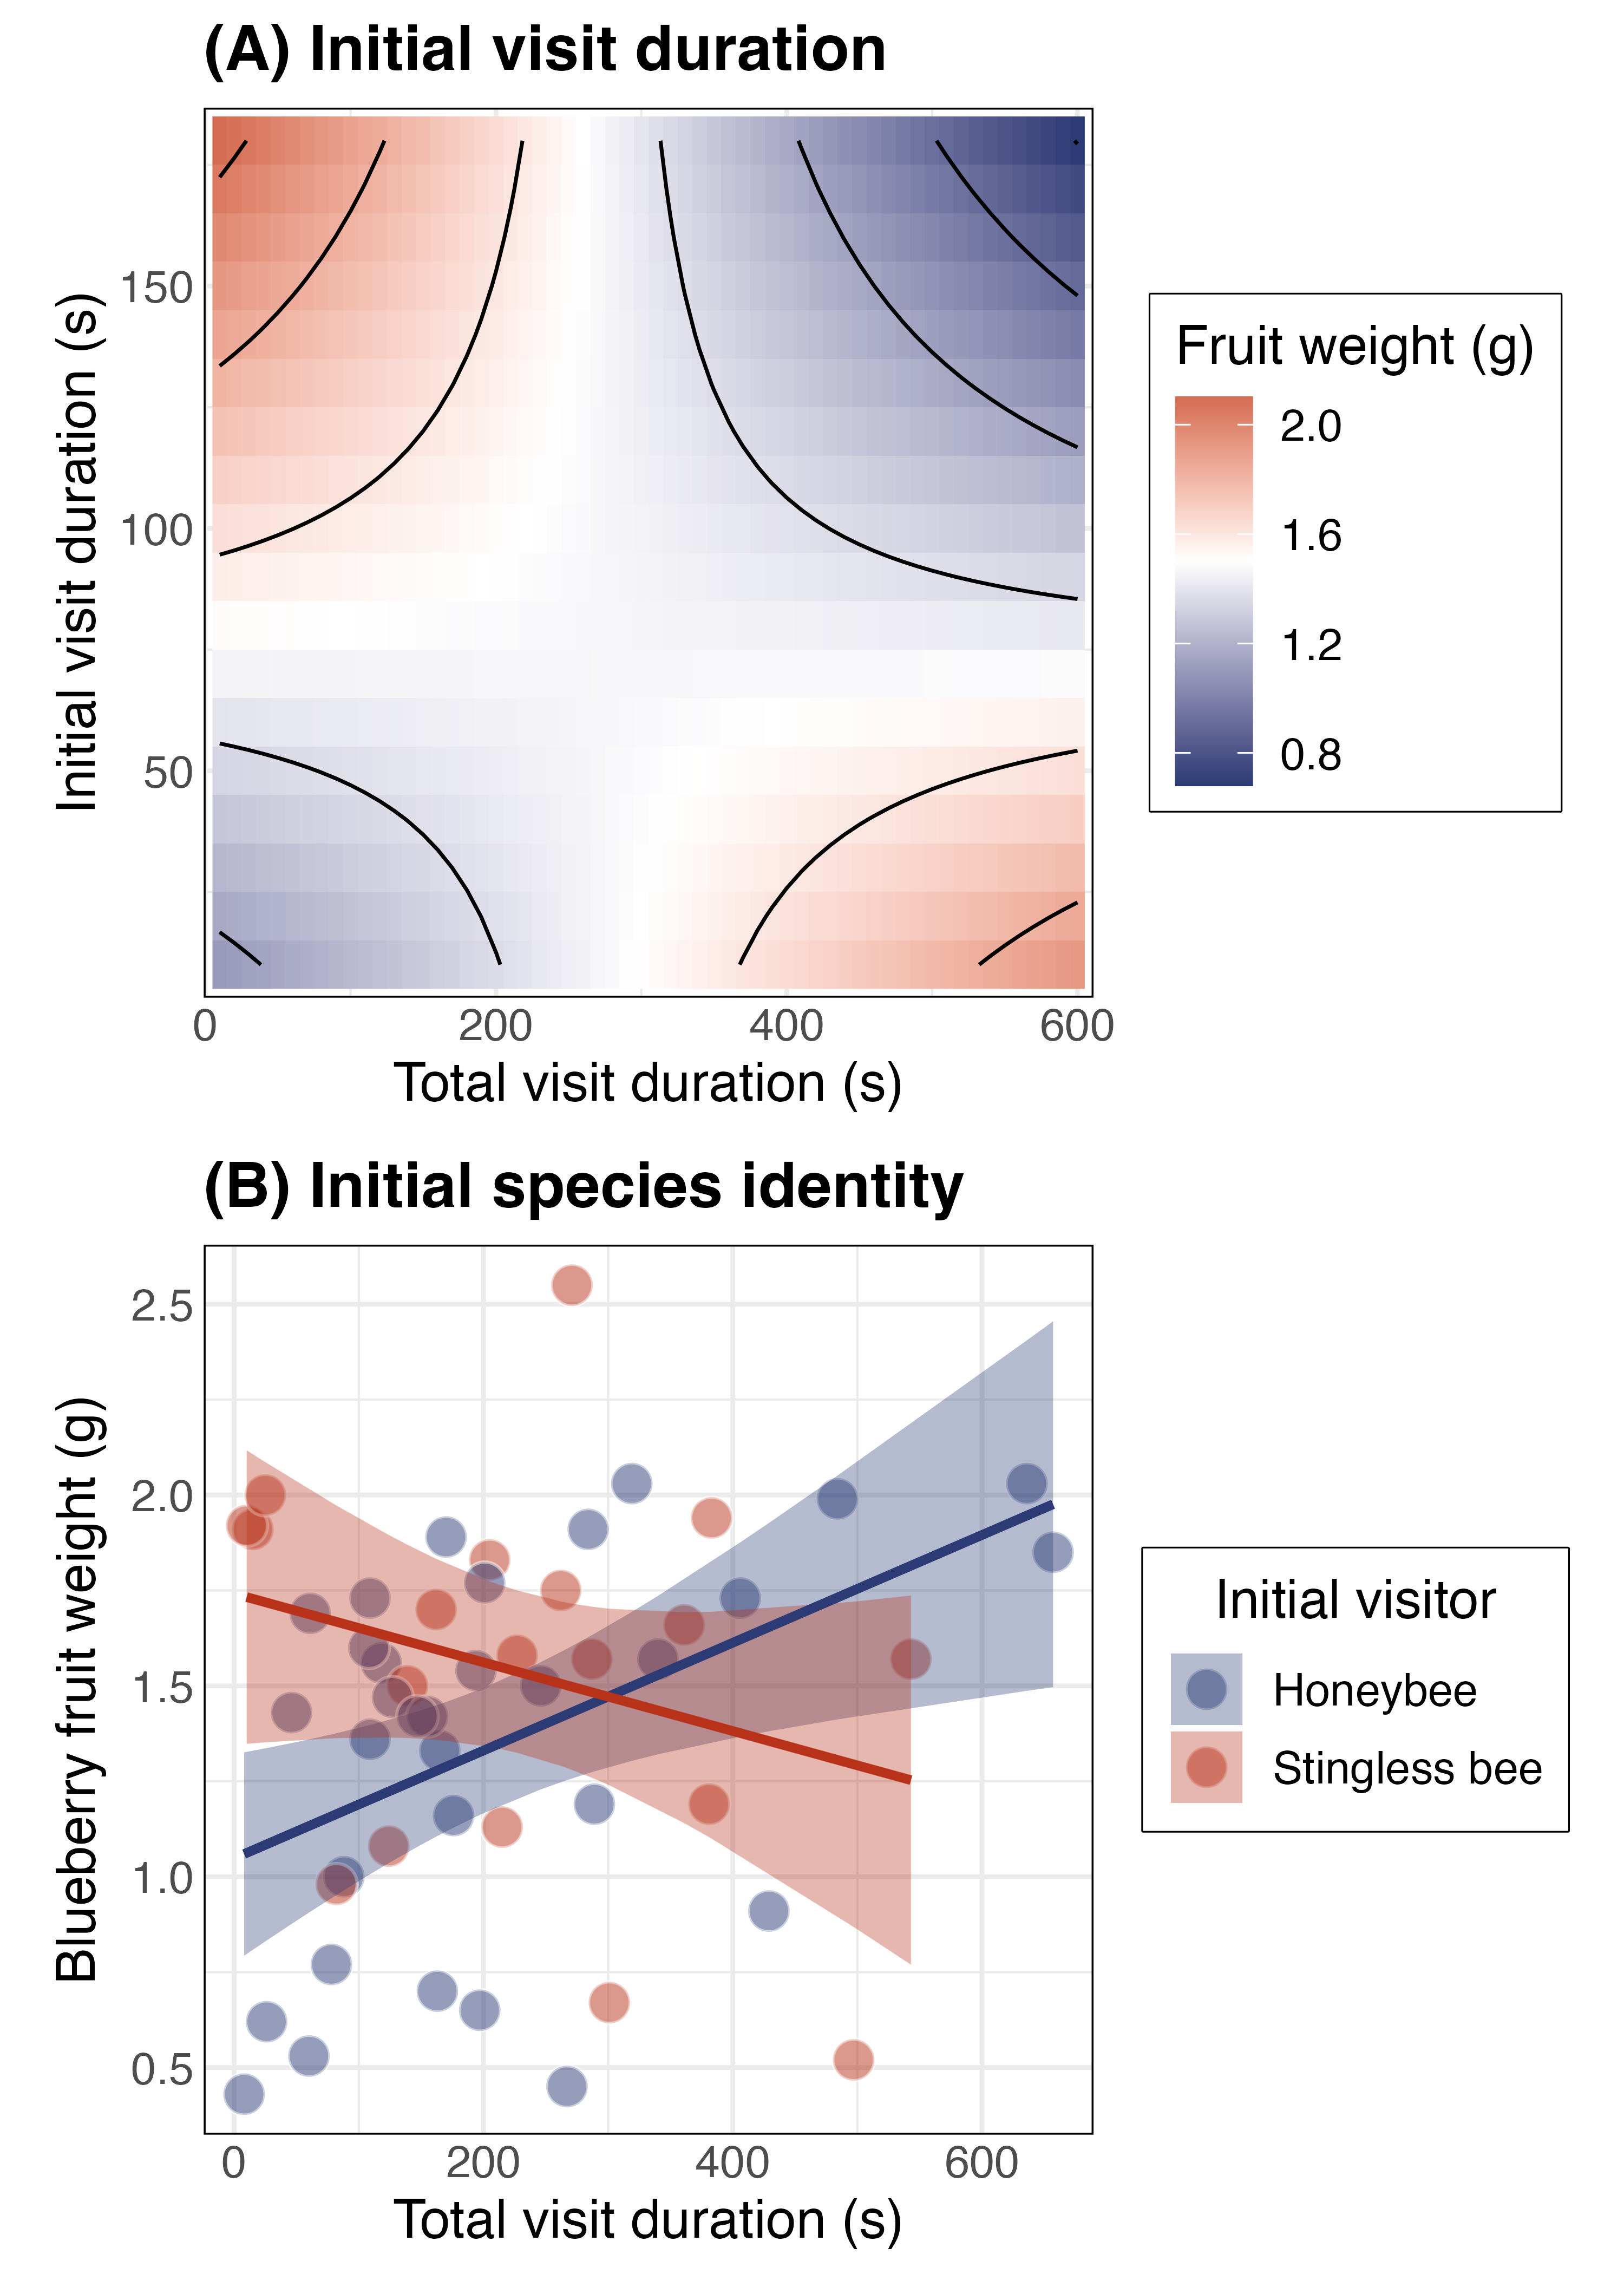 (A) Initial visit duration
Initial visit duration (s)
150
100
50
0
200
400
600
Total visit duration (s)
Fruit weight (g)
2.0
1.6
1.2
0.8
(B) Initial species identity
Blueberry fruit weight (g)
2.5
2.0
1.5
1.0
0.5
0
200
400
600
Total visit duration (s)
Initial visitor
Honeybee
Stingless bee